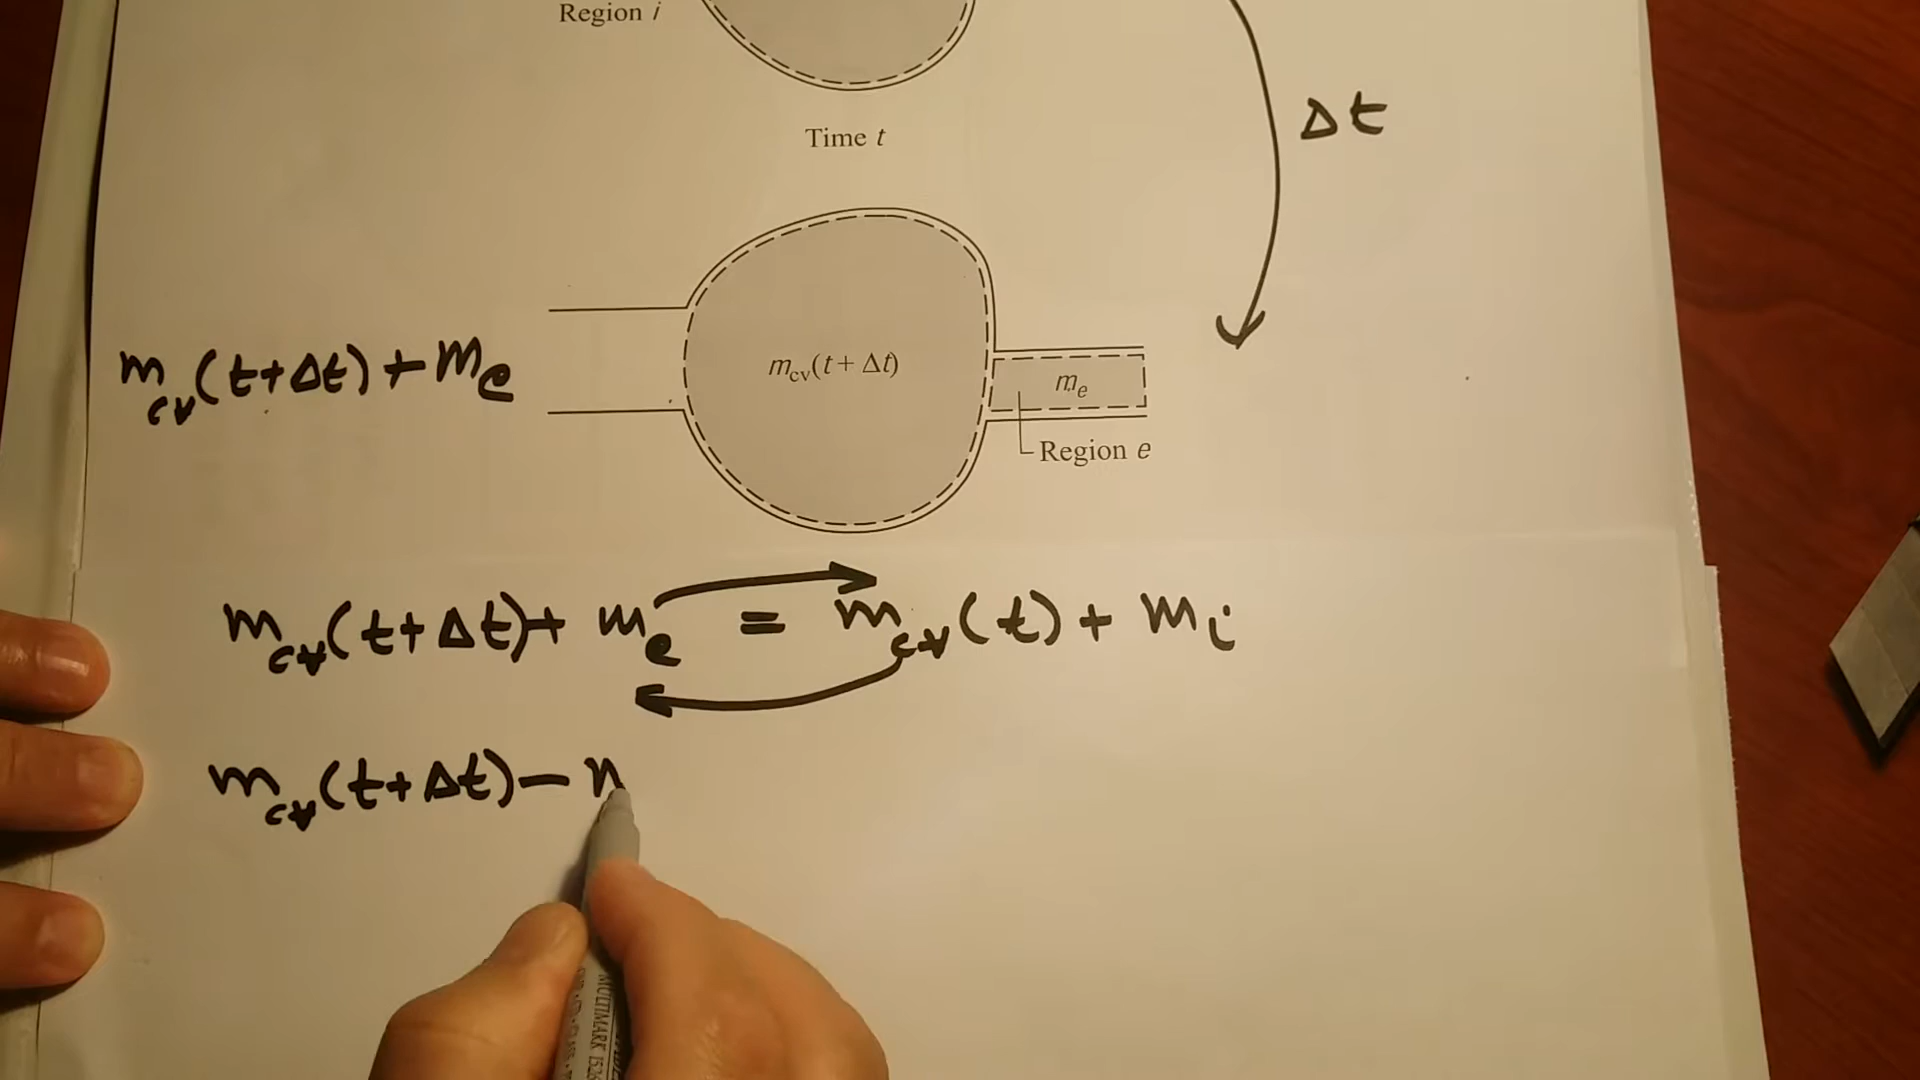 Region i
Δt
Time t
m_cv(t+Δt)+m_e
m_cv(t + Δt)
m_e
Region e
m_cv(t+Δt)+ m_e = m_cv(t) + m_i
m_cv(t+Δt) −
MULTIMARK